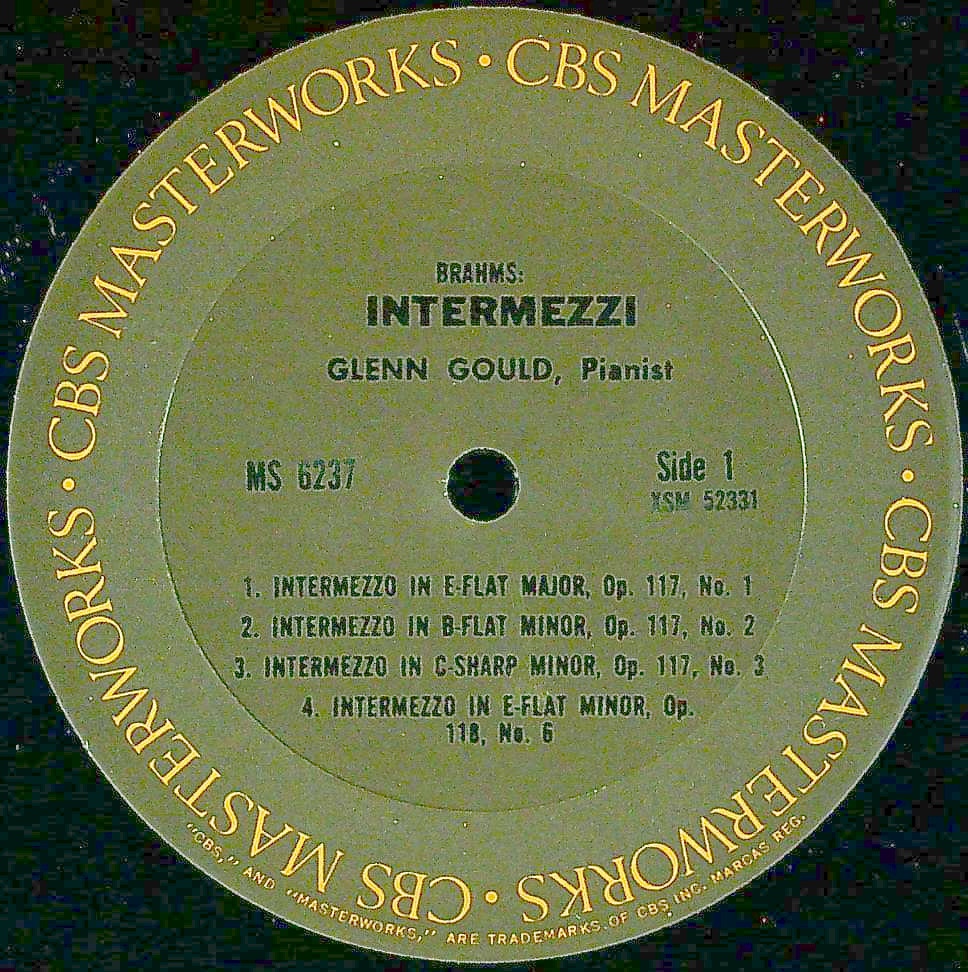 CBS MASTERWORKS · CBS MASTERWORKS · CBS MASTERWORKS · CBS MASTERWORKS ·
BRAHMS:
INTERMEZZI
GLENN GOULD, Pianist
MS 6237
Side 1
XSM 52331
1. INTERMEZZO IN E-FLAT MAJOR, Op. 117, No. 1
2. INTERMEZZO IN B-FLAT MINOR, Op. 117, No. 2
3. INTERMEZZO IN C-SHARP MINOR, Op. 117, No. 3
4. INTERMEZZO IN E-FLAT MINOR, Op.
118, No. 6
"CBS," AND "MASTERWORKS," ARE TRADEMARKS OF CBS INC. MARCAS REG.